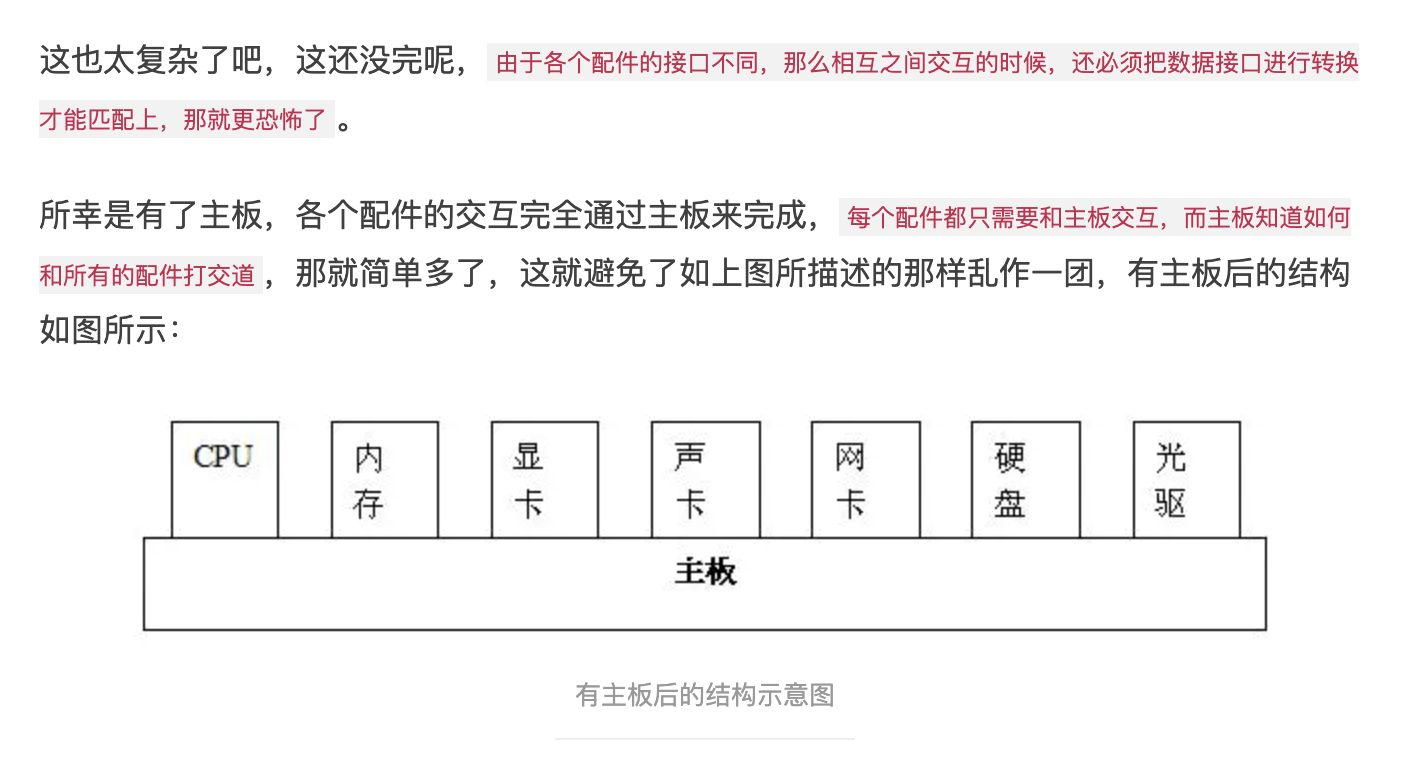 这也太复杂了吧，这还没完呢，由于各个配件的接口不同，那么相互之间交互的时候，还必须把数据接口进行转换
才能匹配上，那就更恐怖了。
所幸是有了主板，各个配件的交互完全通过主板来完成，每个配件都只需要和主板交互，而主板知道如何
和所有的配件打交道，那就简单多了，这就避免了如上图所描述的那样乱作一团，有主板后的结构
如图所示：
CPU
内
存
显
卡
声
卡
网
卡
硬
盘
光
驱
主板
有主板后的结构示意图